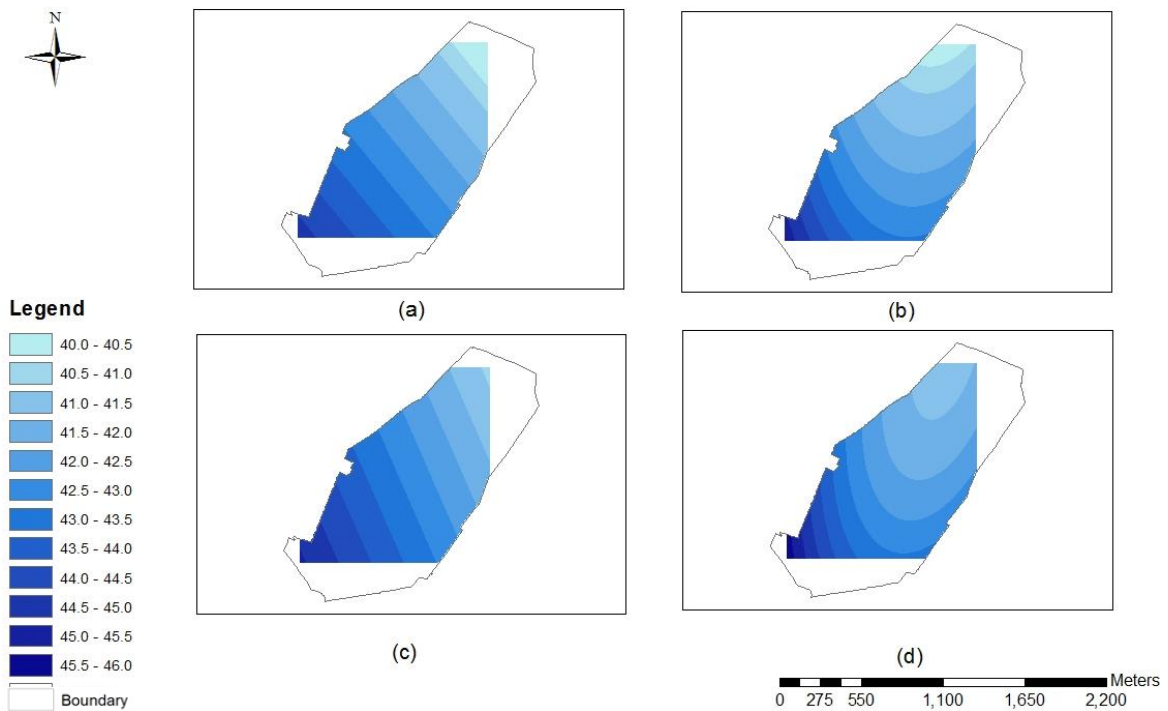 N
(a)
(b)
Legend
40.0 - 40.5
40.5 - 41.0
41.0 - 41.5
41.5 - 42.0
42.0 - 42.5
42.5 - 43.0
43.0 - 43.5
43.5 - 44.0
44.0 - 44.5
44.5 - 45.0
45.0 - 45.5
45.5 - 46.0
Boundary
(c)
(d)
Meters
0 275 550 1,100 1,650 2,200